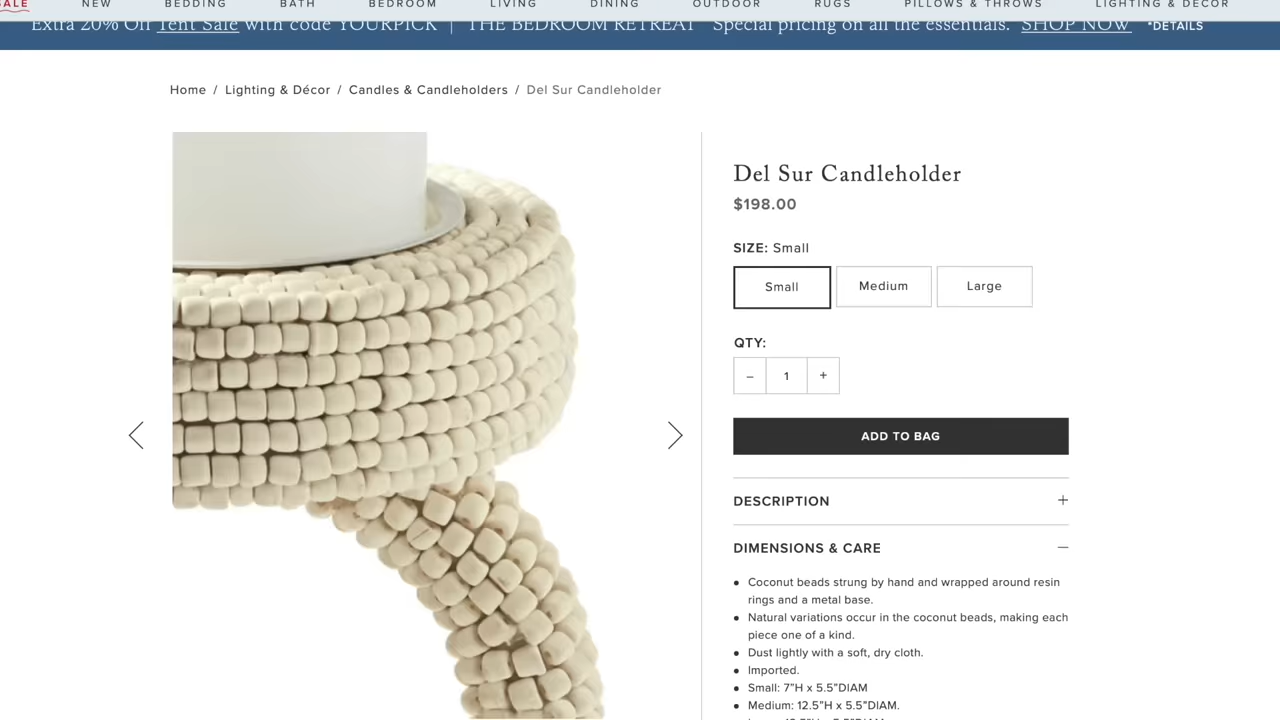 SALE NEW BEDDING BATH BEDROOM LIVING DINING OUTDOOR RUGS PILLOWS & THROWS LIGHTING & DÉCOR
Extra 20% Off Tent Sale with code YOURPICK | THE BEDROOM RETREAT Special pricing on all the essentials. SHOP NOW *DETAILS
Home / Lighting & Décor / Candles & Candleholders / Del Sur Candleholder
Del Sur Candleholder
$198.00
SIZE: Small
Small Medium Large
QTY:
– 1 +
ADD TO BAG
DESCRIPTION +
DIMENSIONS & CARE –
• Coconut beads strung by hand and wrapped around resin
rings and a metal base.
• Natural variations occur in the coconut beads, making each
piece one of a kind.
• Dust lightly with a soft, dry cloth.
• Imported.
• Small: 7”H x 5.5”DIAM
• Medium: 12.5”H x 5.5”DIAM.